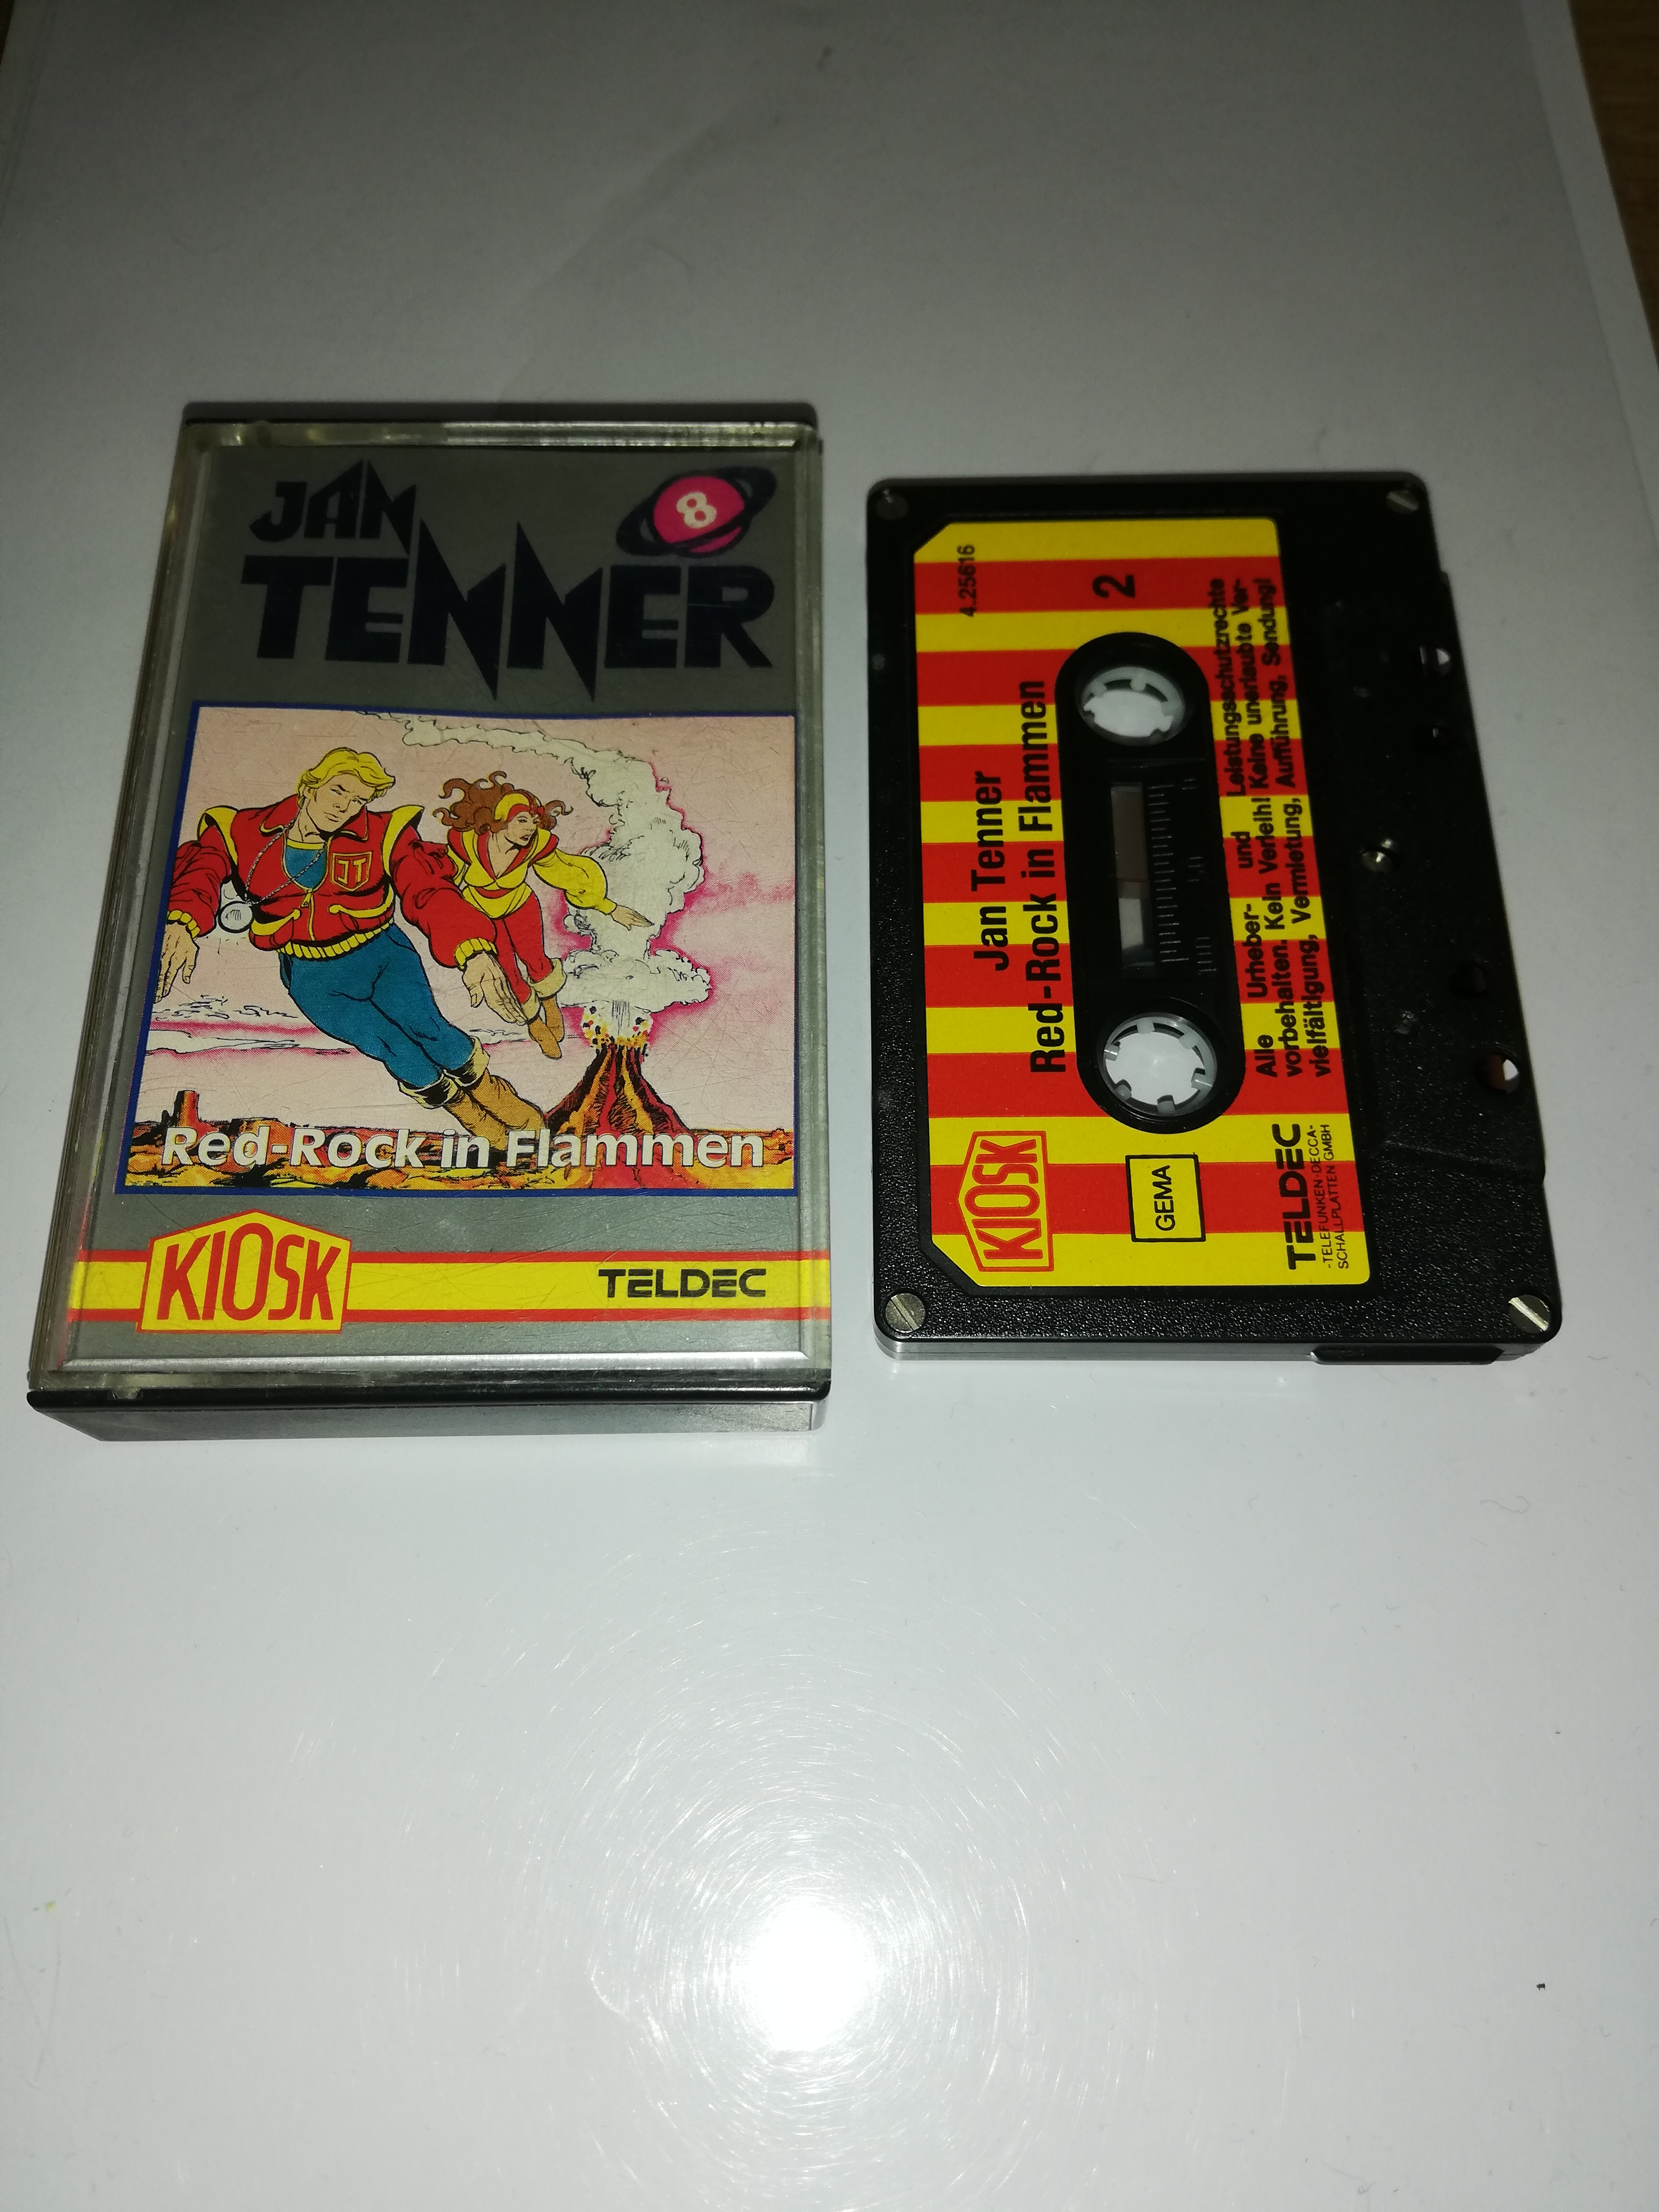 JAN
TENNER
8
JT
Red-Rock in Flammen
KIOSK
TELDEC
4.25616
2
Jan Tenner
Red-Rock in Flammen
Alle Urheber- und Leistungsschutzrechte
vorbehalten. Kein Verleih! Keine unerlaubte Ver-
vielfältigung, Vermietung, Aufführung, Sendung!
KIOSK
GEMA
TELDEC
-TELEFUNKEN-DECCA-
SCHALLPLATTEN GMBH
100
50